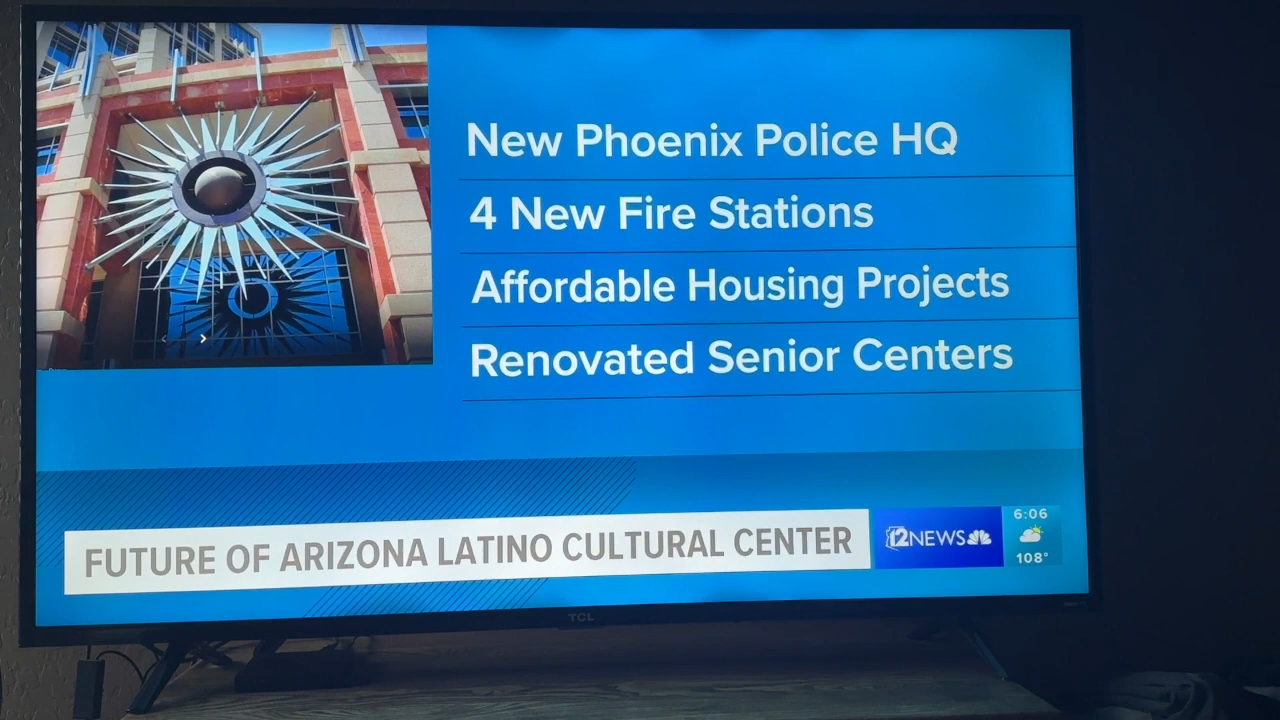 New Phoenix Police HQ
4 New Fire Stations
Affordable Housing Projects
Renovated Senior Centers
FUTURE OF ARIZONA LATINO CULTURAL CENTER
12NEWS
6:06
108°
TCL